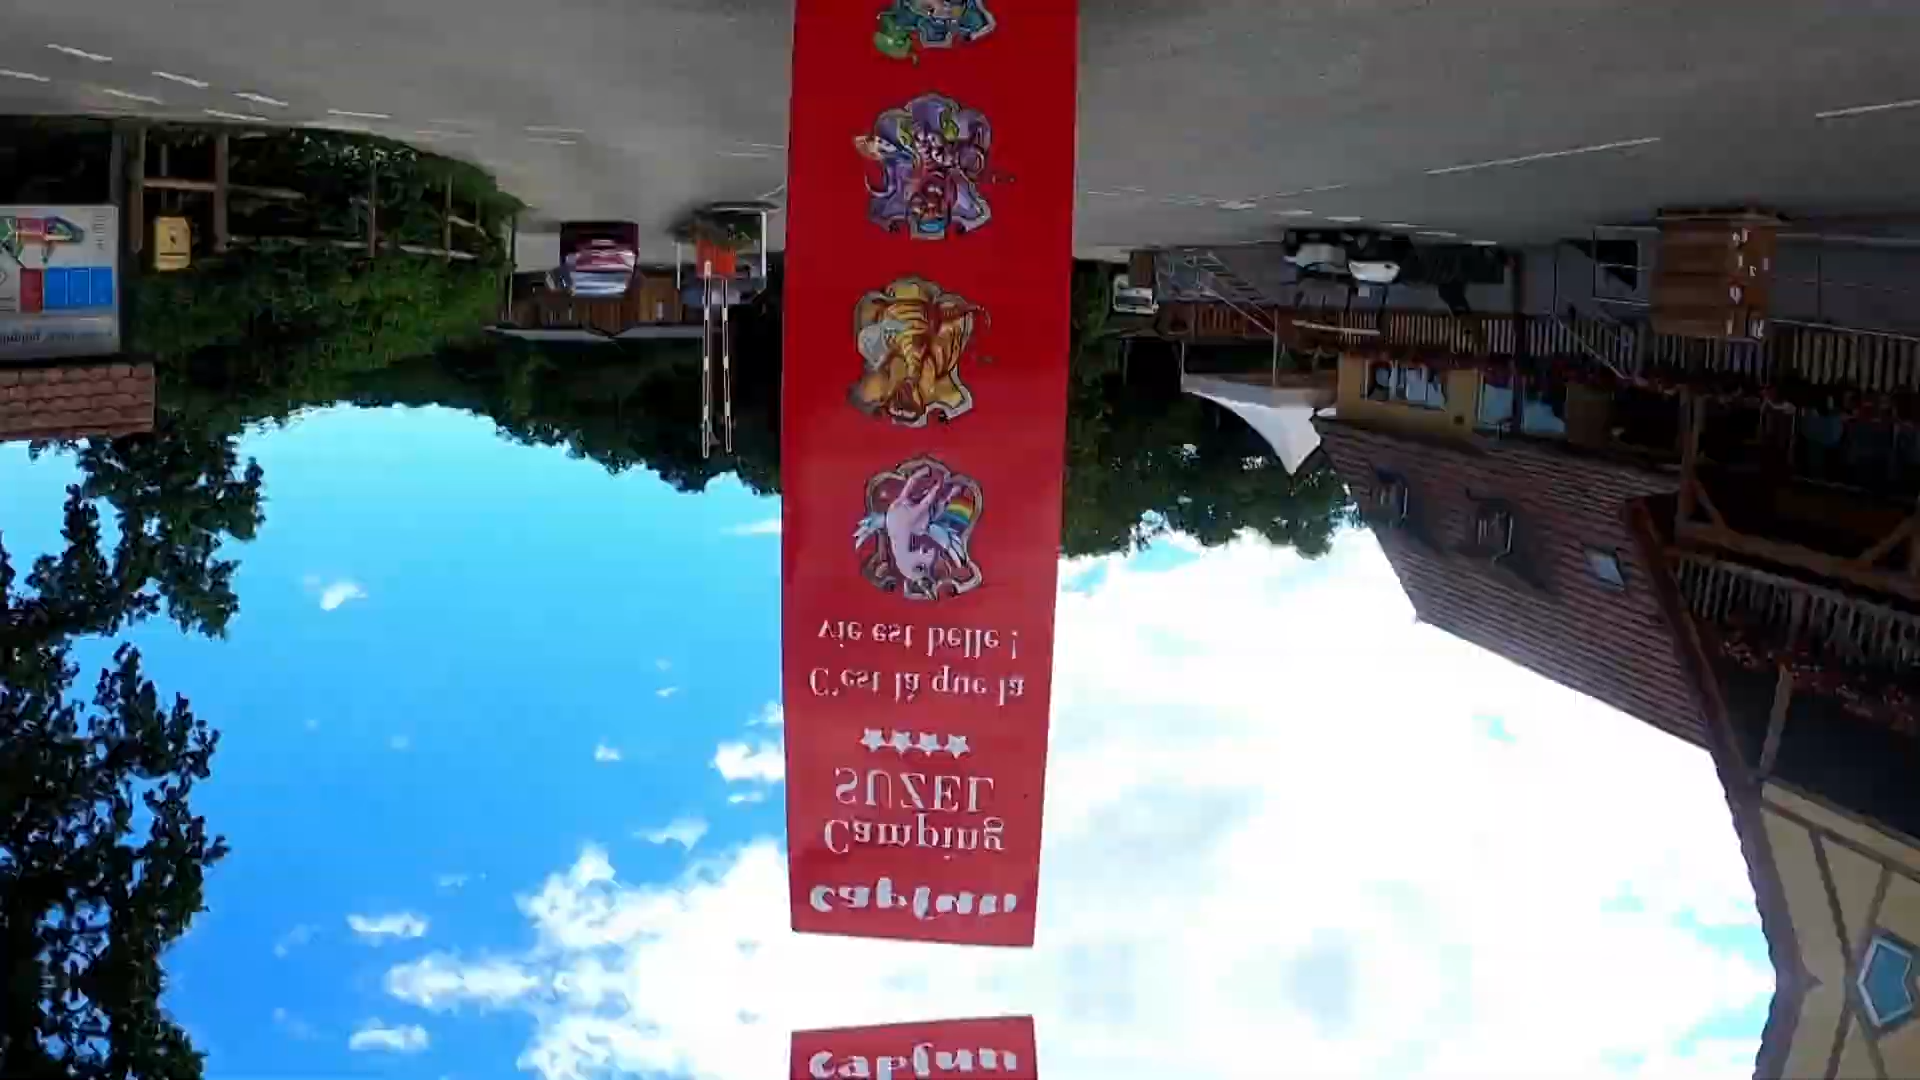 capfun
Camping
SUZEL
C'est là que la
vie est belle !
capfun